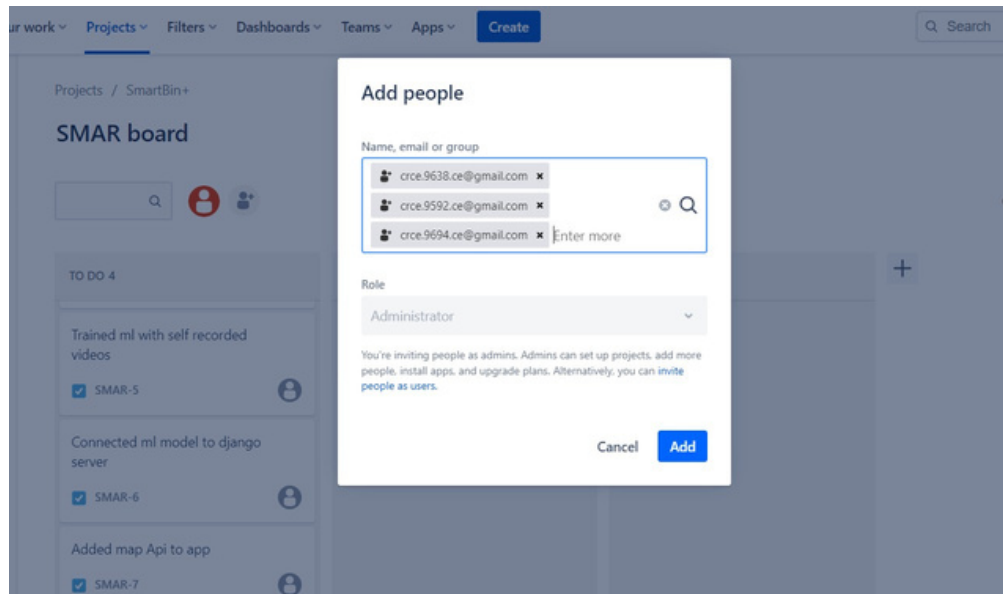 ur work Projects Filters Dashboards Teams Apps Create Search
Projects / SmartBin+
SMAR board
TO DO 4
Trained ml with self recorded
videos
SMAR-5
Connected ml model to django
server
SMAR-6
Added map Api to app
SMAR-7
Add people
Name, email or group
crce.9638.ce@gmail.com
crce.9592.ce@gmail.com
crce.9694.ce@gmail.com Enter more
Role
Administrator
You're inviting people as admins. Admins can set up projects, add more
people, install apps, and upgrade plans. Alternatively, you can invite
people as users.
Cancel Add